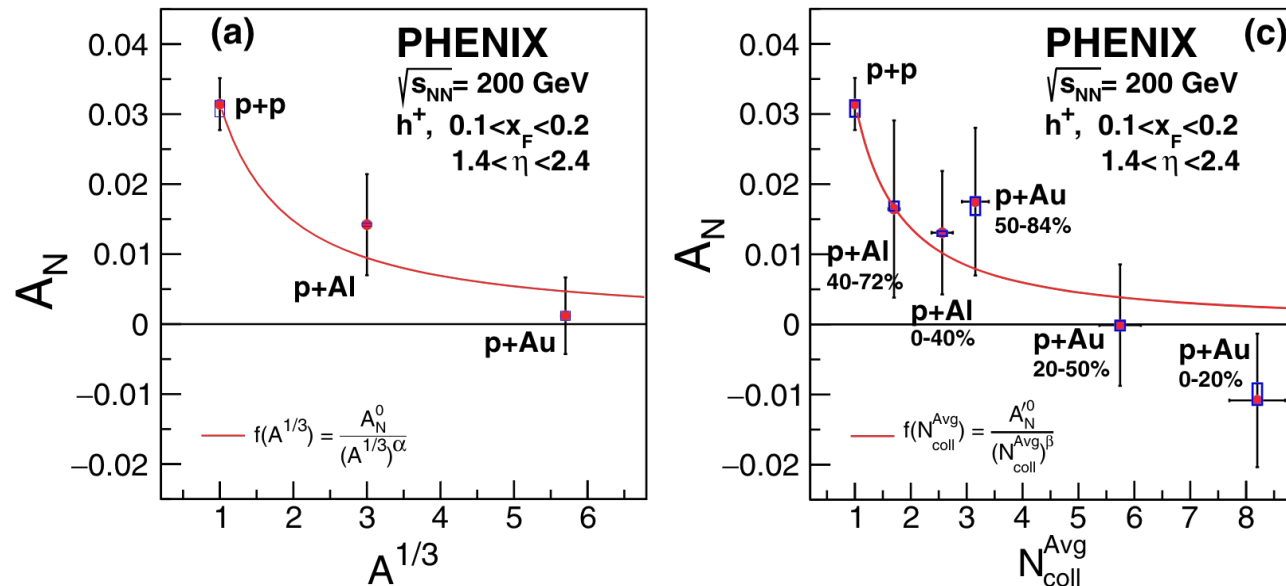 (a)
PHENIX
√sNN = 200 GeV
h+, 0.1<xF<0.2
1.4< η <2.4
p+p
p+Al
p+Au
f(A1/3) = A0N / (A1/3)α
0.04
0.03
0.02
0.01
0
−0.01
−0.02
AN
1 2 3 4 5 6
A1/3
(c)
PHENIX
√sNN = 200 GeV
h+, 0.1<xF<0.2
1.4< η <2.4
p+p
p+Al
40-72%
p+Al
0-40%
p+Au
50-84%
p+Au
20-50%
p+Au
0-20%
f(NAvgcoll) = A′0N / (NAvgcoll)β
0.04
0.03
0.02
0.01
0
−0.01
−0.02
AN
1 2 3 4 5 6 7 8
NAvgcoll